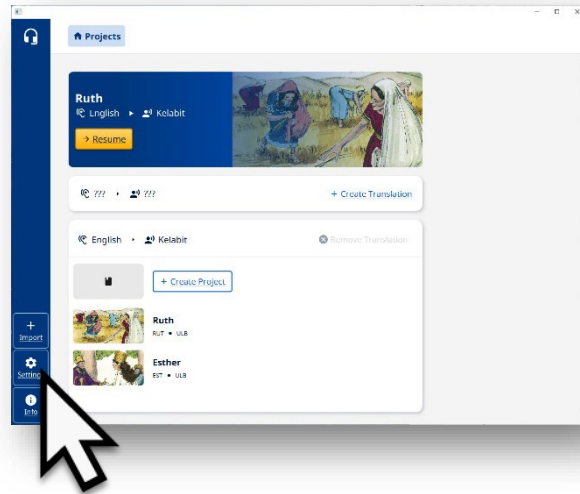 Projects
Ruth
English Kelabit
→ Resume
??? ???
+ Create Translation
English Kelabit
Remove Translation
+ Create Project
Ruth
RUT • ULB
Esther
EST • ULB
+
Import
Setting
Info